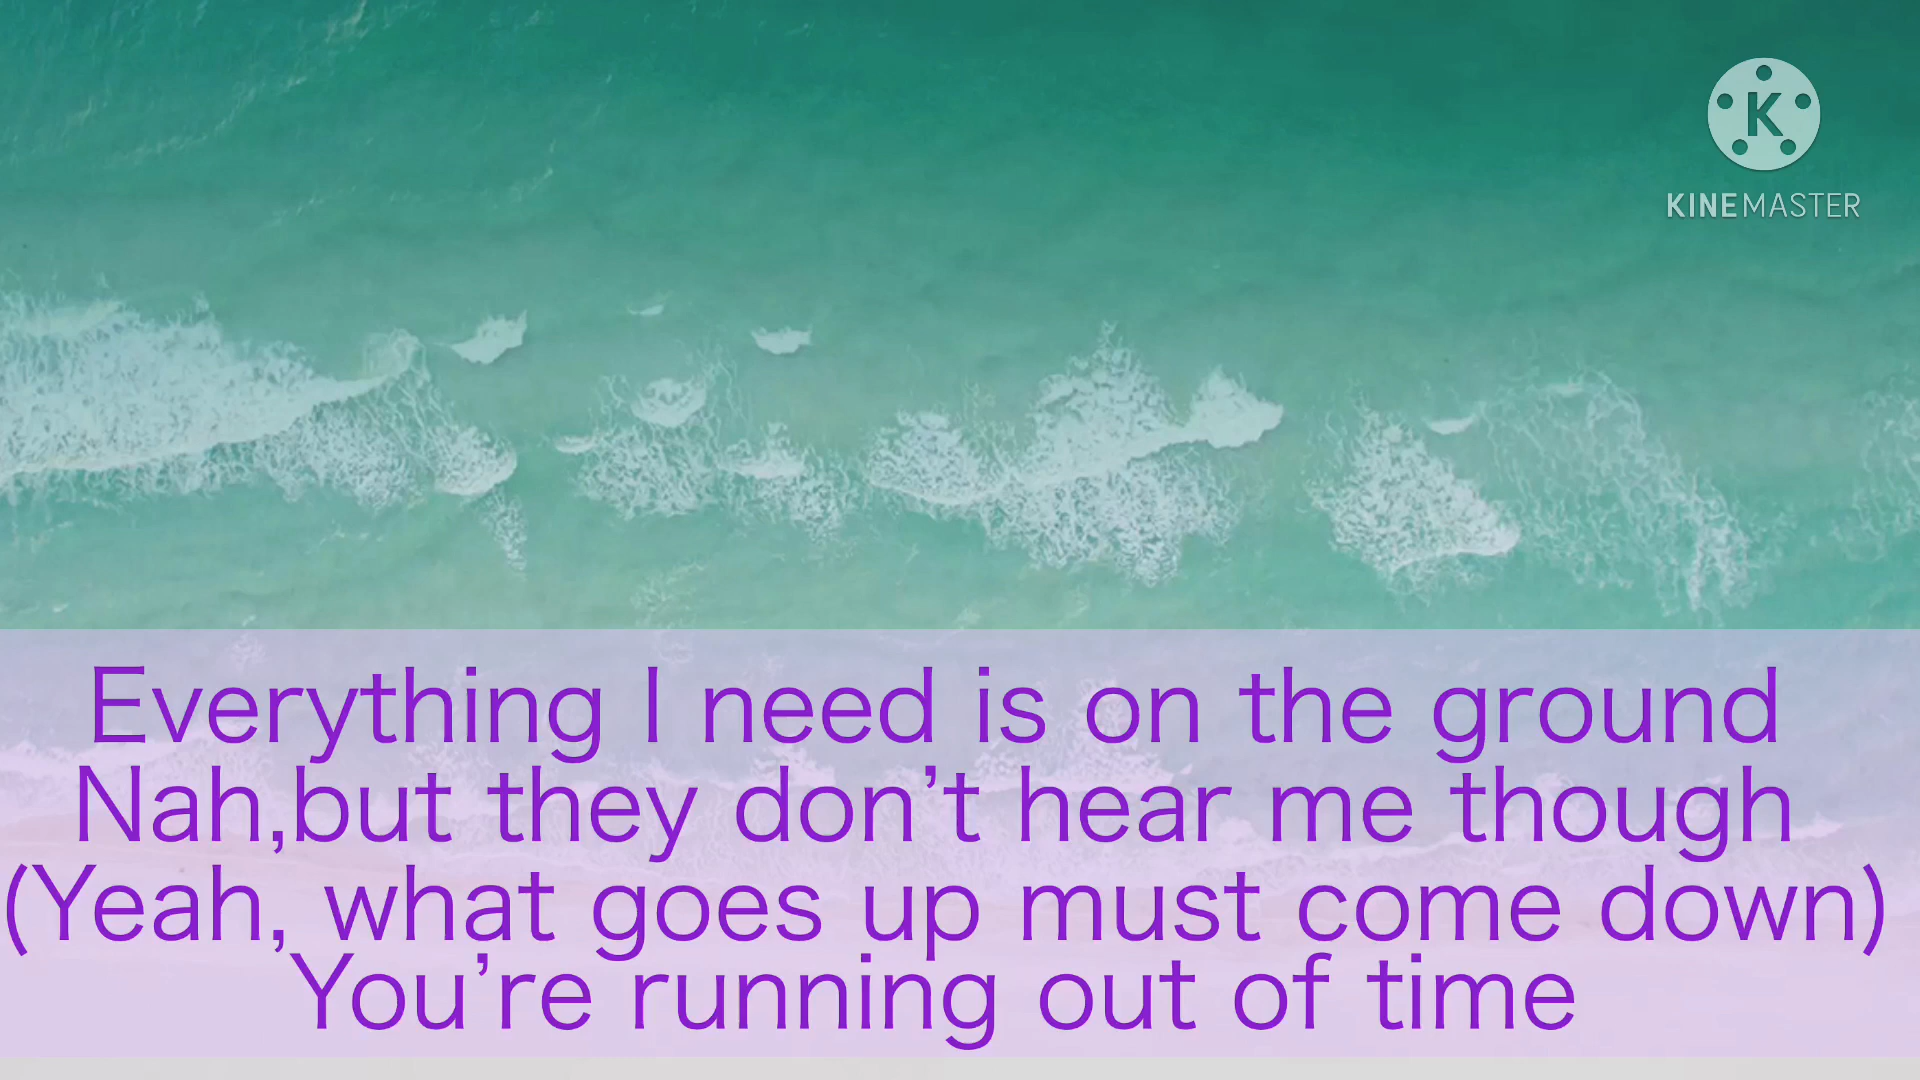 K
KINEMASTER
Everything I need is on the ground
Nah,but they don’t hear me though
(Yeah, what goes up must come down)
You’re running out of time